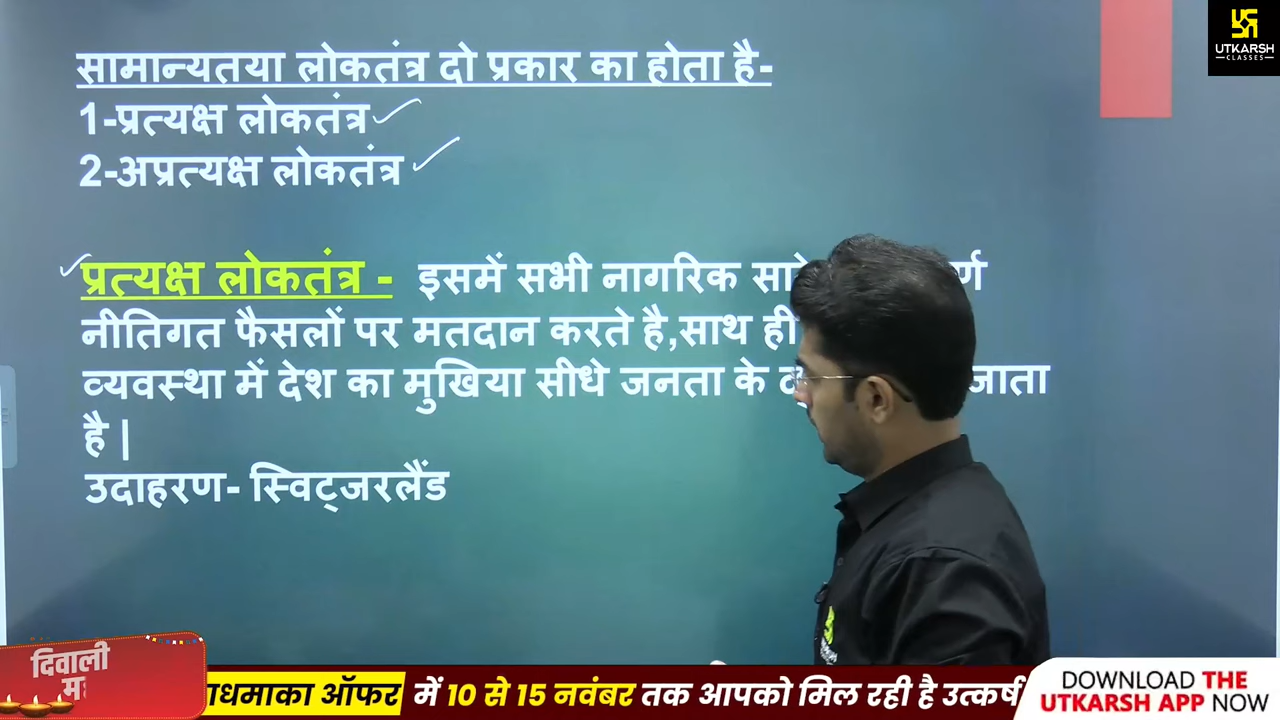 सामान्यतया लोकतंत्र दो प्रकार का होता है-
1-प्रत्यक्ष लोकतंत्र
2-अप्रत्यक्ष लोकतंत्र
प्रत्यक्ष लोकतंत्र - इसमें सभी नागरिक
नीतिगत फैसलों पर मतदान करते है,साथ ही
व्यवस्था में देश का मुखिया सीधे जनता के जाता
है |
उदाहरण- स्विट्जरलैंड
UTKARSH
CLASSES
दिवाली
धमाका ऑफर में 10 से 15 नवंबर तक आपको मिल रही है उत्कर्ष
DOWNLOAD THE
UTKARSH APP NOW